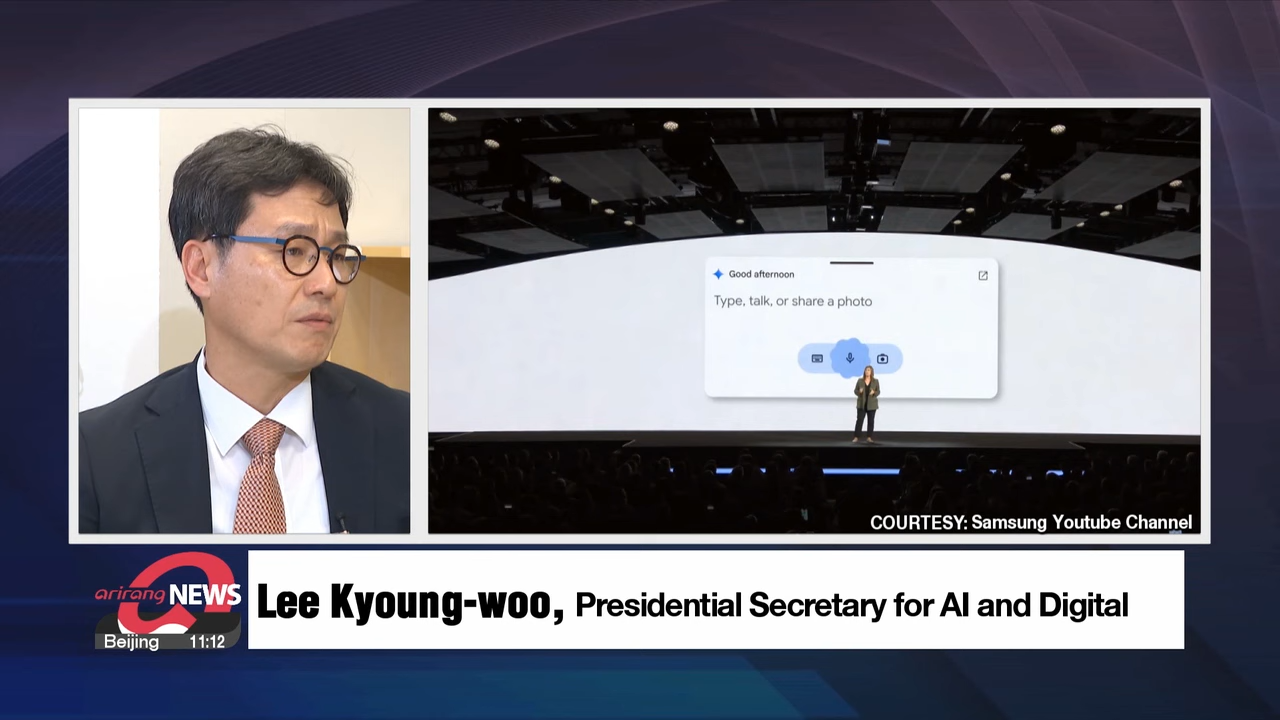 Good afternoon
Type, talk, or share a photo
COURTESY: Samsung Youtube Channel
arirang NEWS
Lee Kyoung-woo, Presidential Secretary for AI and Digital
Beijing 11:12